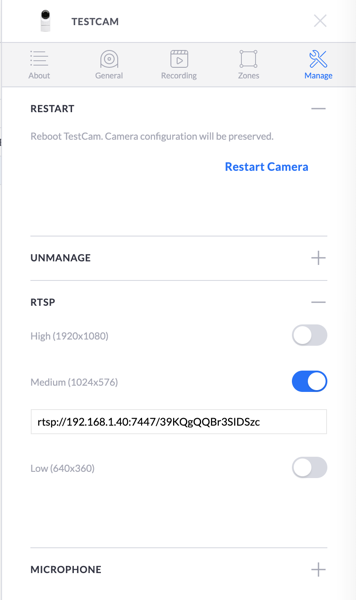 TESTCAM
About
General
Recording
Zones
Manage
RESTART
Reboot TestCam. Camera configuration will be preserved.
Restart Camera
UNMANAGE
RTSP
High (1920x1080)
Medium (1024x576)
rtsp://192.168.1.40:7447/39KQgQQBr3SIDSzc
Low (640x360)
MICROPHONE